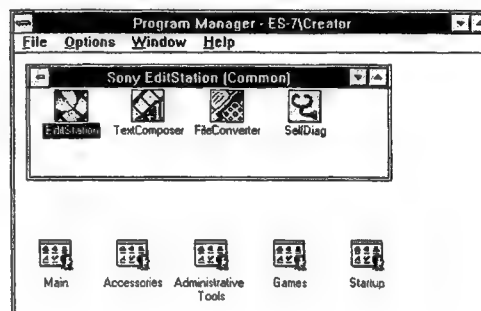 Program Manager - ES-7\Creator
File Options Window Help
Sony EditStation (Common)
EditStation TextComposer FileConverter SelfDiag
Main Accessories Administrative Tools Games Startup